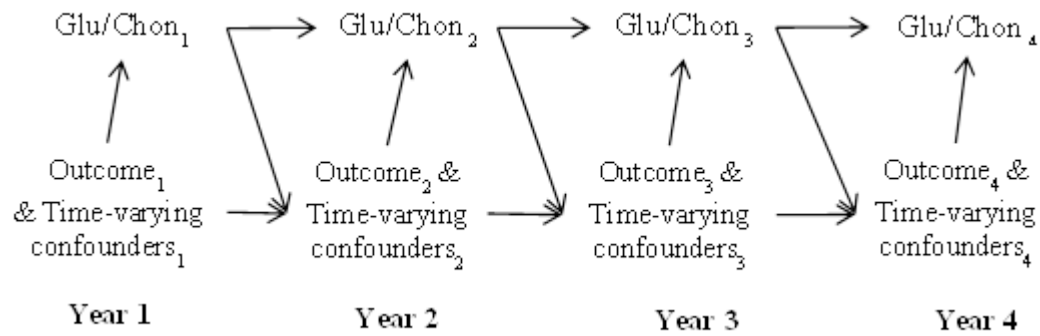 Glu/Chon1 Glu/Chon2 Glu/Chon3 Glu/Chon4
Outcome1
& Time-varying
confounders1
Outcome2 &
Time-varying
confounders2
Outcome3 &
Time-varying
confounders3
Outcome4 &
Time-varying
confounders4
Year 1 Year 2 Year 3 Year 4